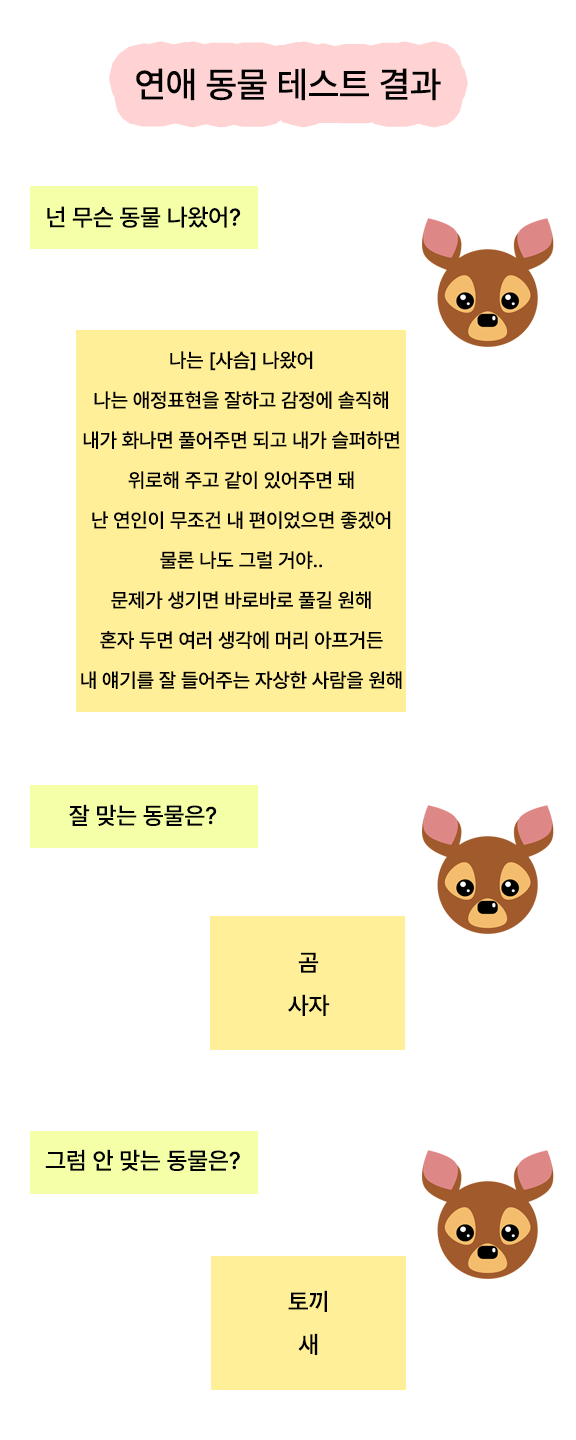 연애 동물 테스트 결과
넌 무슨 동물 나왔어?
나는 [사슴] 나왔어
나는 애정표현을 잘하고 감정에 솔직해
내가 화나면 풀어주면 되고 내가 슬퍼하면
위로해 주고 같이 있어주면 돼
난 연인이 무조건 내 편이었으면 좋겠어
물론 나도 그럴 거야..
문제가 생기면 바로바로 풀길 원해
혼자 두면 여러 생각에 머리 아프거든
내 얘기를 잘 들어주는 자상한 사람을 원해
잘 맞는 동물은?
곰
사자
그럼 안 맞는 동물은?
토끼
새